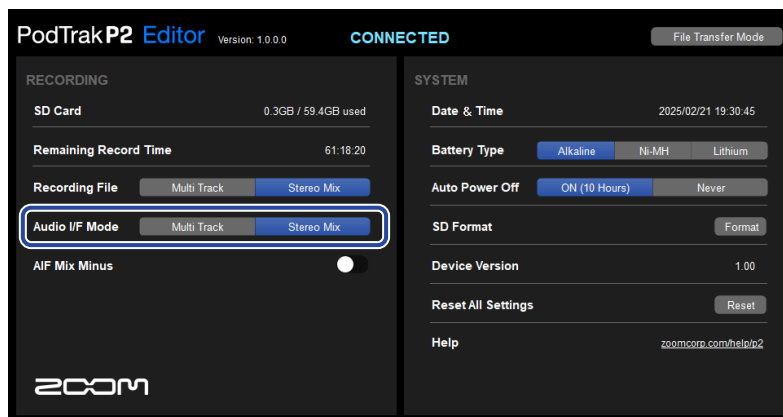 PodTrak P2 Editor Version: 1.0.0.0 CONNECTED File Transfer Mode
RECORDING
SD Card 0.3GB / 59.4GB used
Remaining Record Time 61:18:20
Recording File Multi Track Stereo Mix
Audio I/F Mode Multi Track Stereo Mix
AIF Mix Minus
zoom
SYSTEM
Date & Time 2025/02/21 19:30:45
Battery Type Alkaline Ni-MH Lithium
Auto Power Off ON (10 Hours) Never
SD Format Format
Device Version 1.00
Reset All Settings Reset
Help zoomcorp.com/help/p2